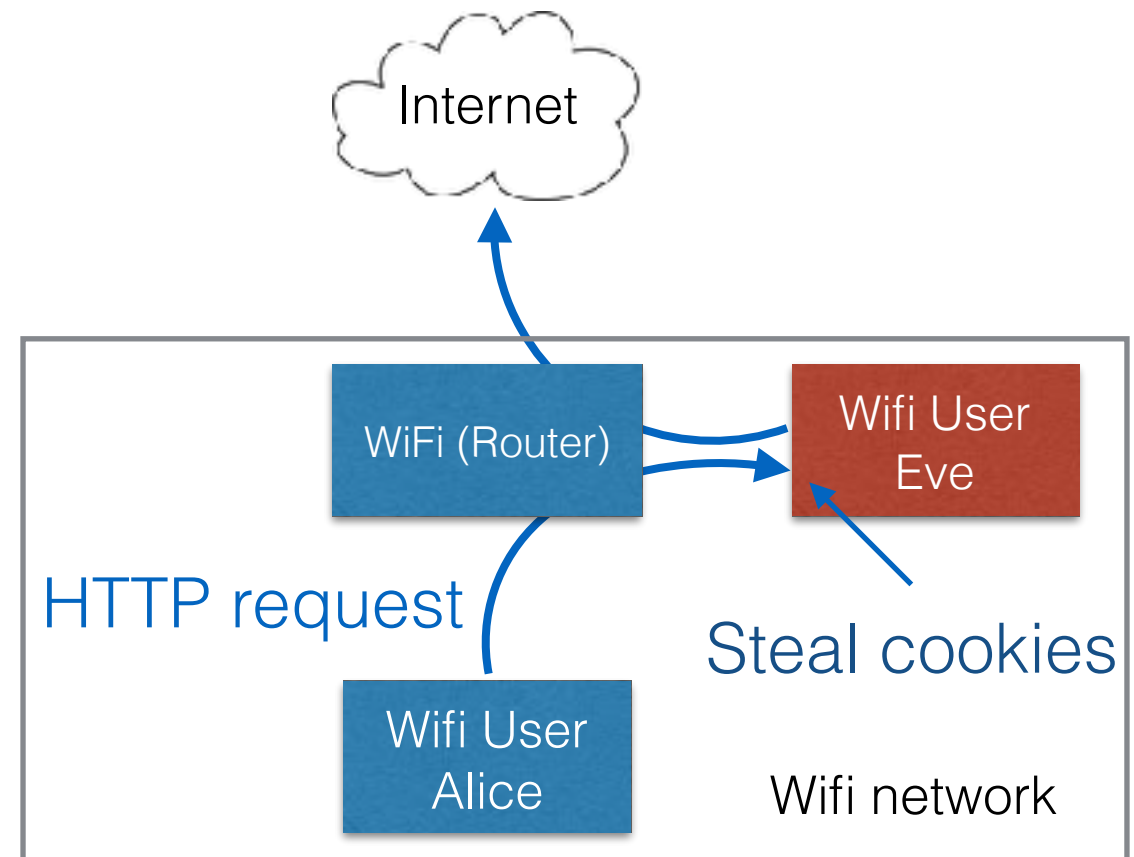 Internet
WiFi (Router)
Wifi User
Eve
HTTP request
Steal cookies
Wifi User
Alice
Wifi network